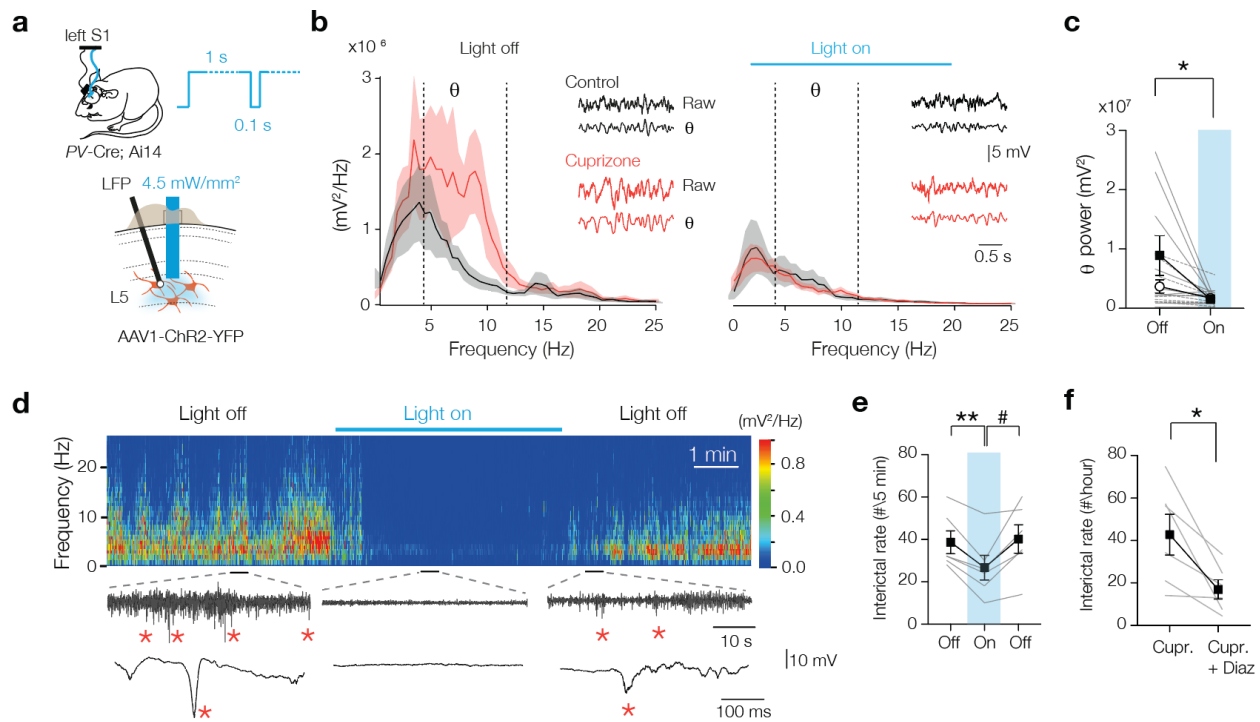 a
left S1
1 s
0.1 s
PV-Cre; Ai14
LFP
4.5 mW/mm²
L5
AAV1-ChR2-YFP
b
x10 ⁶
Light off
Light on
3
2
1
0
(mV²/Hz)
θ
θ
Control
Raw
θ
Cuprizone
Raw
θ
5 mV
0.5 s
5
10
15
20
25
Frequency (Hz)
0
5
10
15
20
25
Frequency (Hz)
c
*
x10⁷
3
2
1
0
θ power (mV²)
Off
On
d
Light off
Light on
Light off
(mV²/Hz)
Frequency (Hz)
20
10
0
1 min
0.8
0.4
0.0
* * * *
* *
10 s
10 mV
*
*
100 ms
e
** #
Interictal rate (#\5 min)
80
60
40
20
0
Off
On
Off
f
*
Interictal rate (#\hour)
80
60
40
20
0
Cupr.
Cupr.
+ Diaz